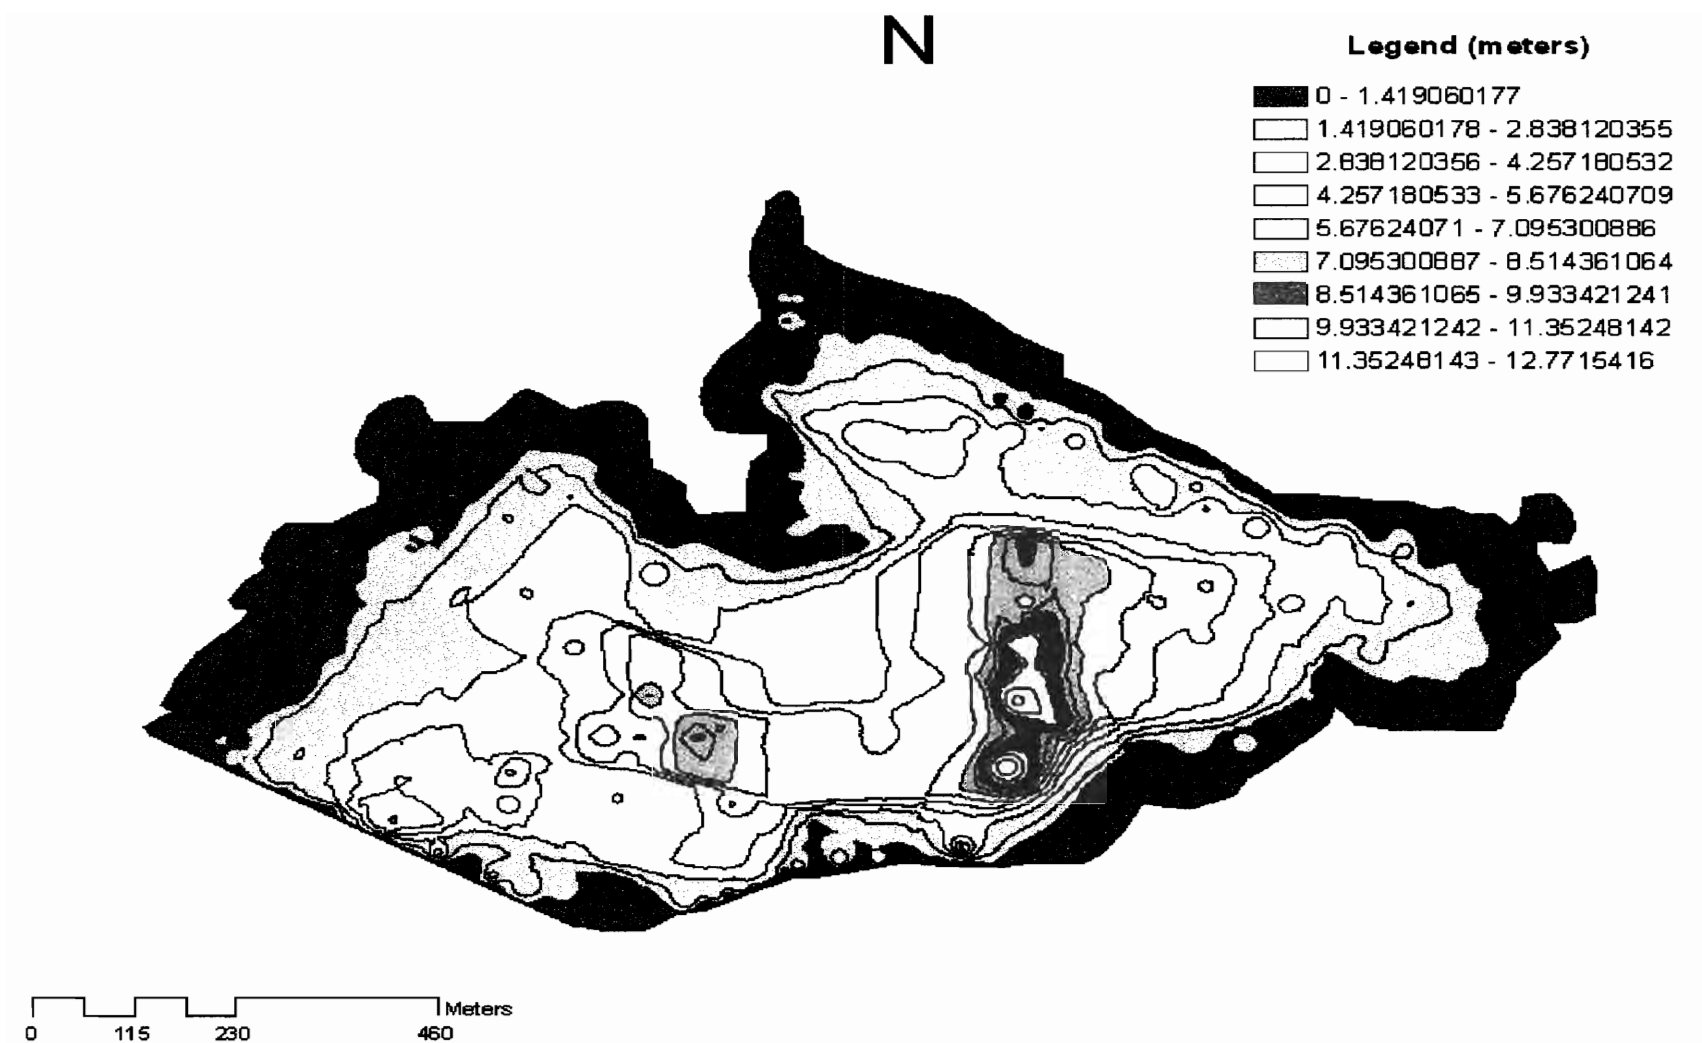 N
Legend (meters)
0 - 1.419060177
1.419060178 - 2.838120355
2.838120356 - 4.257180532
4.257180533 - 5.676240709
5.67624071 - 7.095300886
7.095300887 - 8.514361064
8.514361065 - 9.933421241
9.933421242 - 11.35248142
11.35248143 - 12.7715416
Meters
0 115 230 460